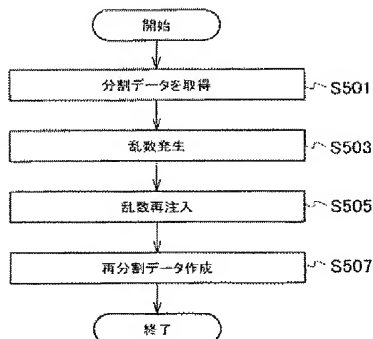 開始
分割データを取得 S501
乱数発生 S503
乱数再注入 S505
再分割データ作成 S507
終了